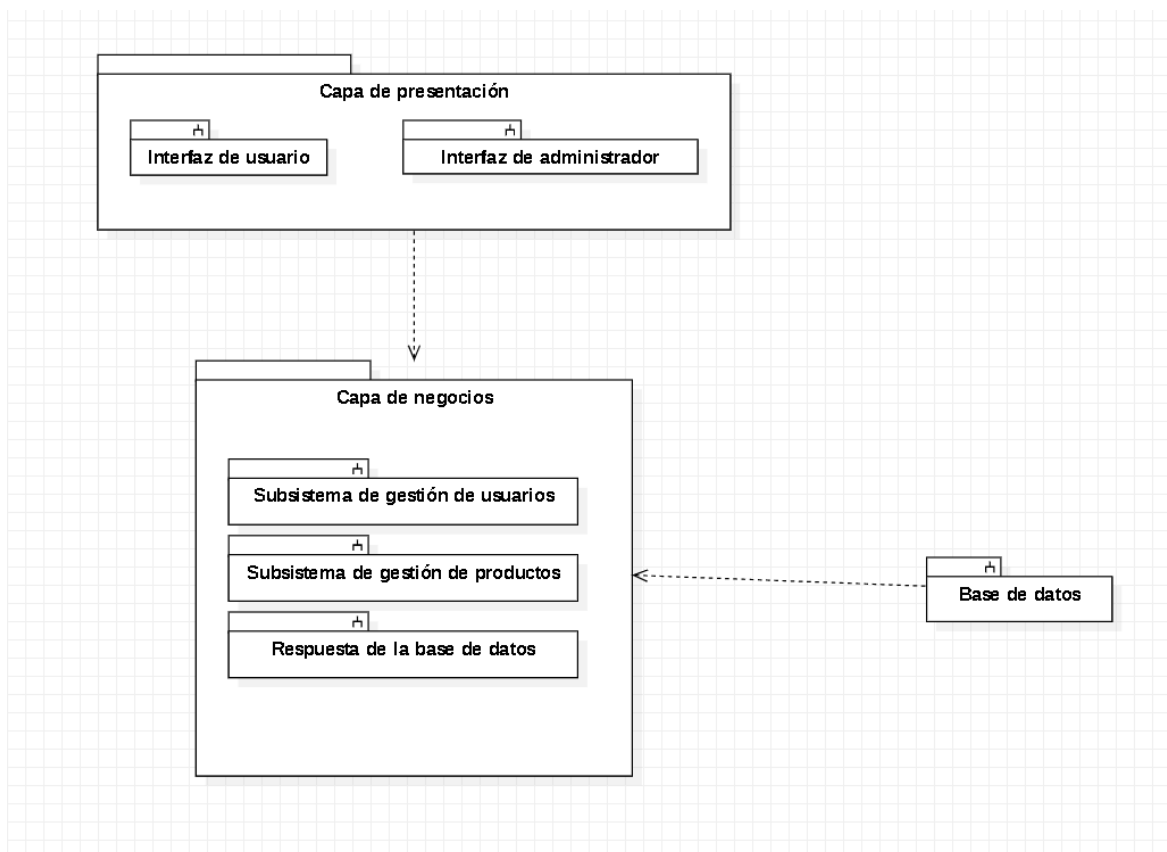 Capa de presentación
Interfaz de usuario
Interfaz de administrador
Capa de negocios
Subsistema de gestión de usuarios
Subsistema de gestión de productos
Respuesta de la base de datos
Base de datos